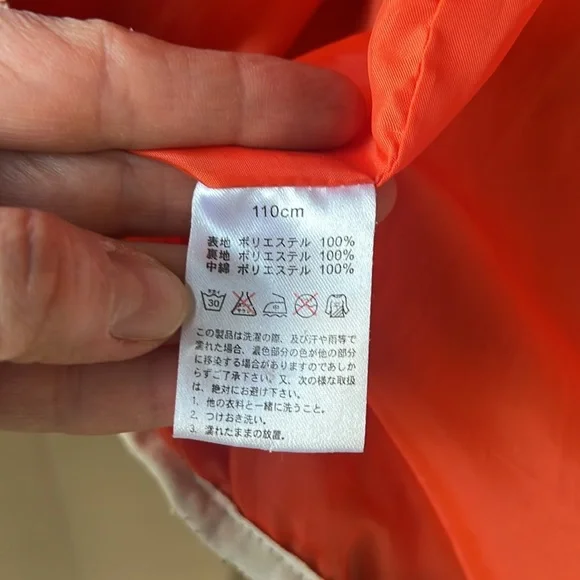 110cm
表地 ポリエステル 100%
裏地 ポリエステル 100%
中綿 ポリエステル 100%
30
この製品は洗濯の際、及び汗や雨等で
濡れた場合、濃色部分の色が他の部分
に移染する場合がありますのであしか
らずご了承下さい。又、次の様な取扱
は、絶対にお避け下さい。
1、他の衣料と一緒に洗うこと。
2、つけおき洗い。
3、濡れたままの放置。